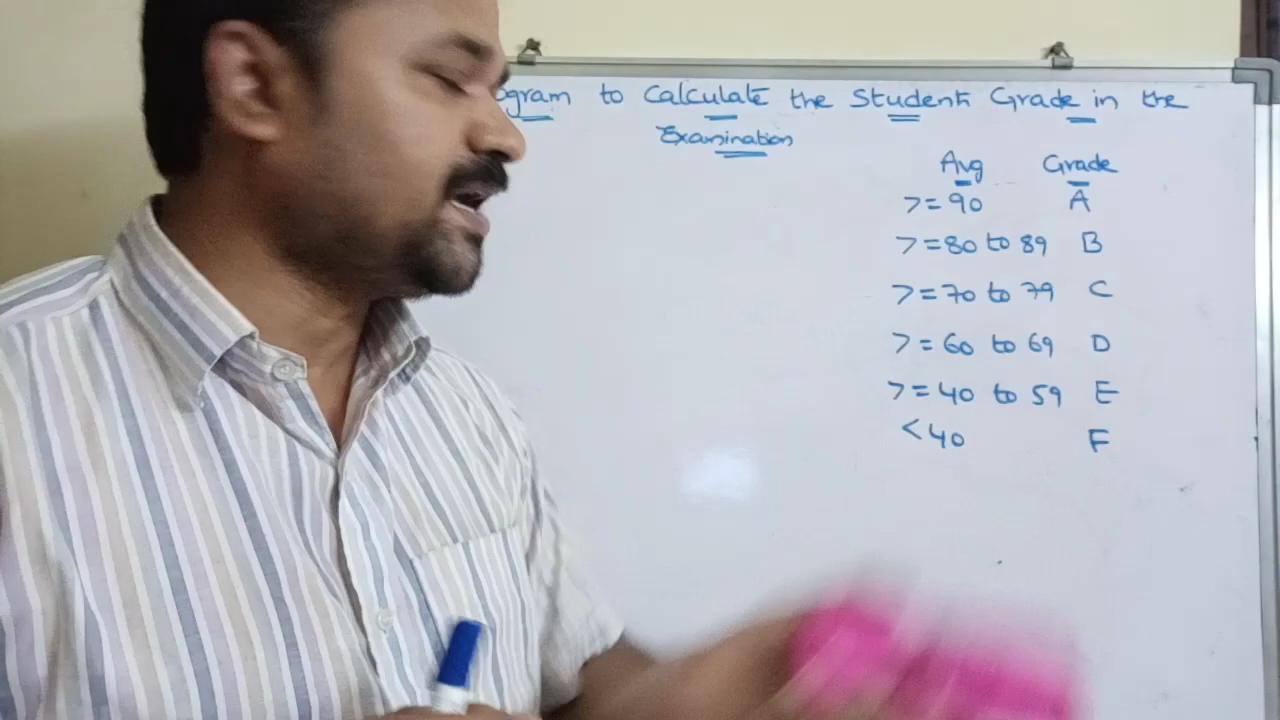 ogram to Calculate the Student Grade in the
Examination
Avg Grade
>=90 A
>=80 to 89 B
>=70 to 79 C
>=60 to 69 D
>=40 to 59 E
<40 F